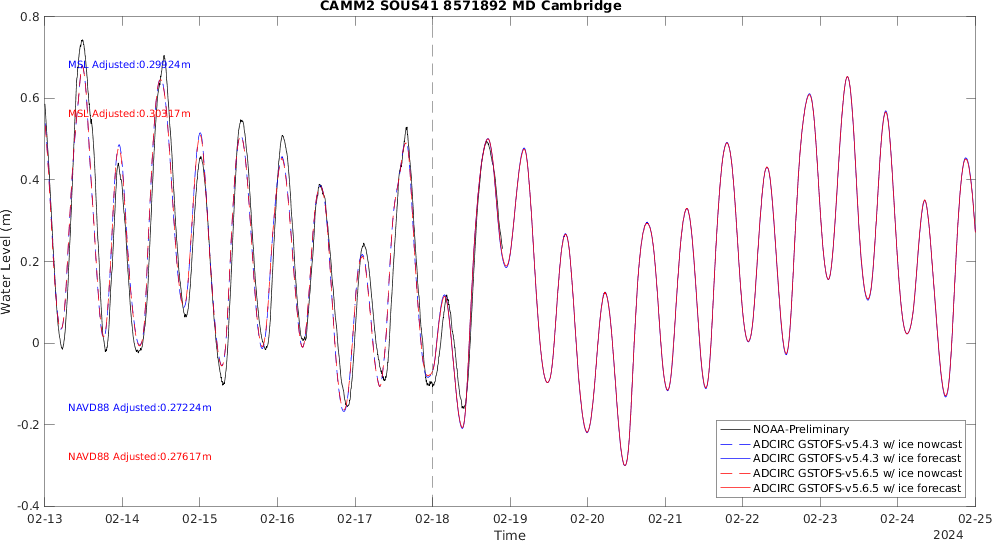 CAMM2 SOUS41 8571892 MD Cambridge
0.8
0.6
0.4
0.2
0
-0.2
-0.4
Water Level (m)
MSL Adjusted:0.29924m
MSL Adjusted:0.30317m
NAVD88 Adjusted:0.27224m
NAVD88 Adjusted:0.27617m
NOAA-Preliminary
ADCIRC GSTOFS-v5.4.3 w/ ice nowcast
ADCIRC GSTOFS-v5.4.3 w/ ice forecast
ADCIRC GSTOFS-v5.6.5 w/ ice nowcast
ADCIRC GSTOFS-v5.6.5 w/ ice forecast
02-13 02-14 02-15 02-16 02-17 02-18 02-19 02-20 02-21 02-22 02-23 02-24 02-25
Time
2024